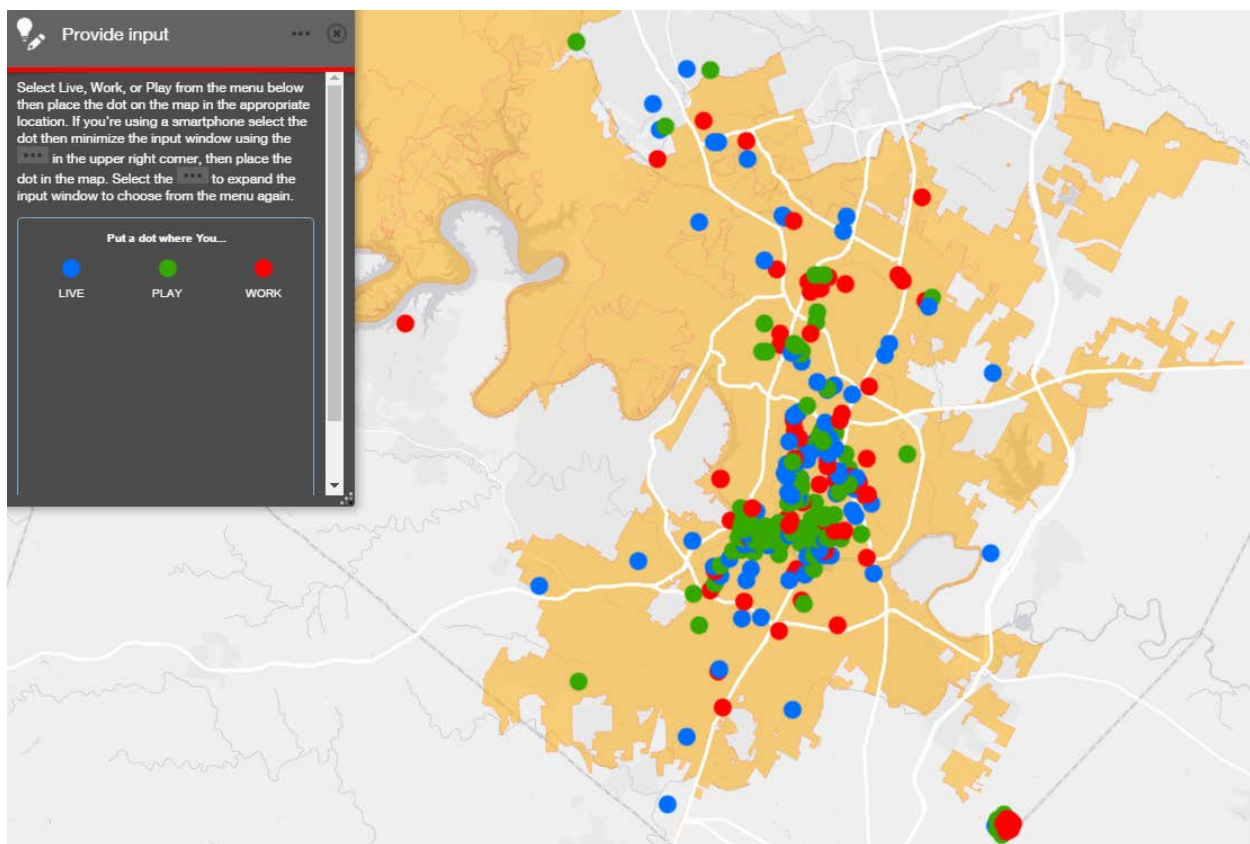 Provide input
Select Live, Work, or Play from the menu below
then place the dot on the map in the appropriate
location. If you're using a smartphone select the
dot then minimize the input window using the
in the upper right corner, then place the
dot in the map. Select the to expand the
input window to choose from the menu again.
Put a dot where You...
LIVE PLAY WORK